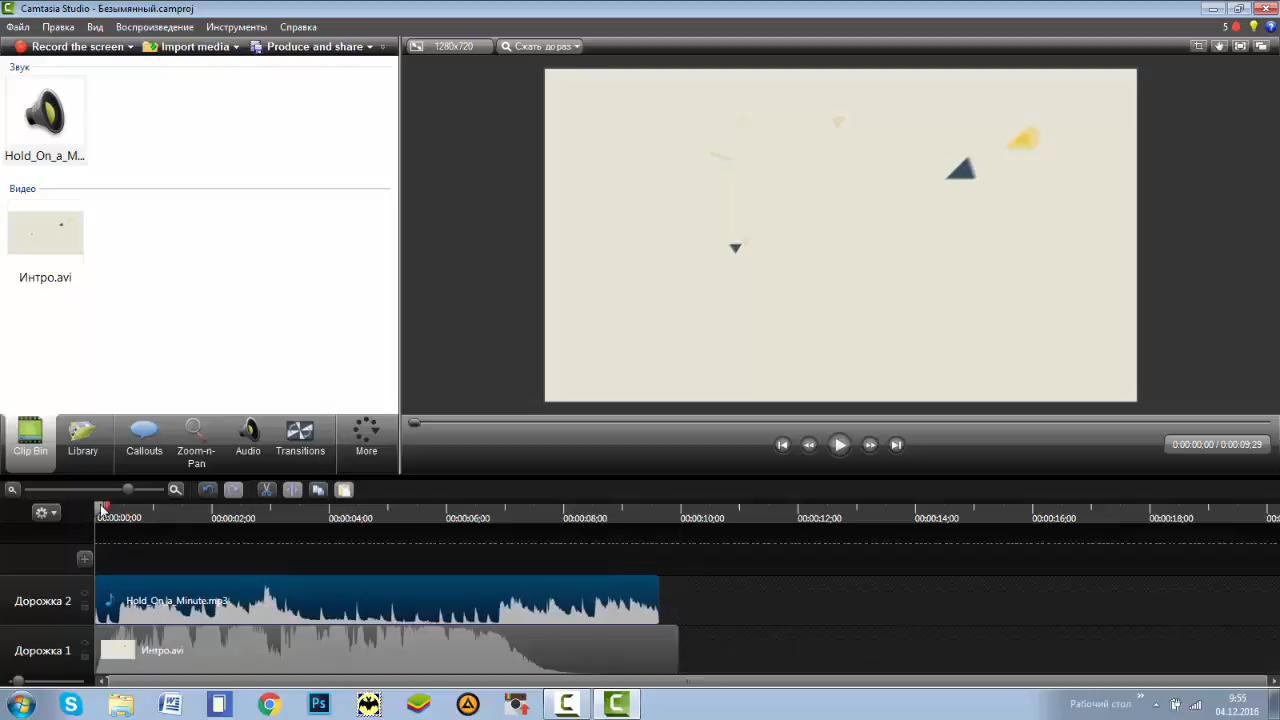 Camtasia Studio - Безымянный.camproj
Файл Правка Вид Воспроизведение Инструменты Справка
5
Record the screen Import media Produce and share
1280x720 Сжать до раз
Звук
Hold_On_a_M...
Видео
Интро.avi
Clip Bin Library Callouts Zoom-n-Pan Audio Transitions More
0:00:00;00 / 0:00:09;29
00:00:00;00 00:00:02;00 00:00:04;00 00:00:06;00 00:00:08;00 00:00:10;00 00:00:12;00 00:00:14;00 00:00:16;00 00:00:18;00
Дорожка 2 Hold_On_a_Minute.mp3
Дорожка 1 Интро.avi
Ps
Рабочий стол
9:55
04.12.2016